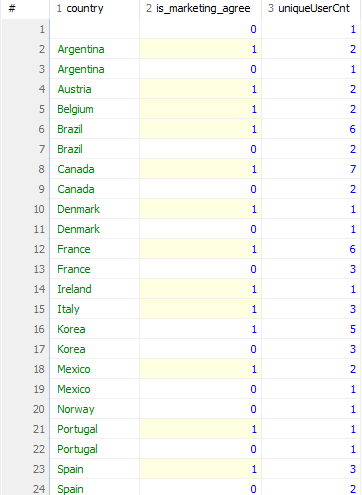 # 1 country 2 is_marketing_agree 3 uniqueUserCnt
1 0 1
2 Argentina 1 2
3 Argentina 0 1
4 Austria 1 2
5 Belgium 1 2
6 Brazil 1 6
7 Brazil 0 2
8 Canada 1 7
9 Canada 0 2
10 Denmark 1 1
11 Denmark 0 1
12 France 1 6
13 France 0 3
14 Ireland 1 1
15 Italy 1 3
16 Korea 1 5
17 Korea 0 3
18 Mexico 1 2
19 Mexico 0 1
20 Norway 0 1
21 Portugal 1 1
22 Portugal 0 1
23 Spain 1 3
24 Spain 0 2